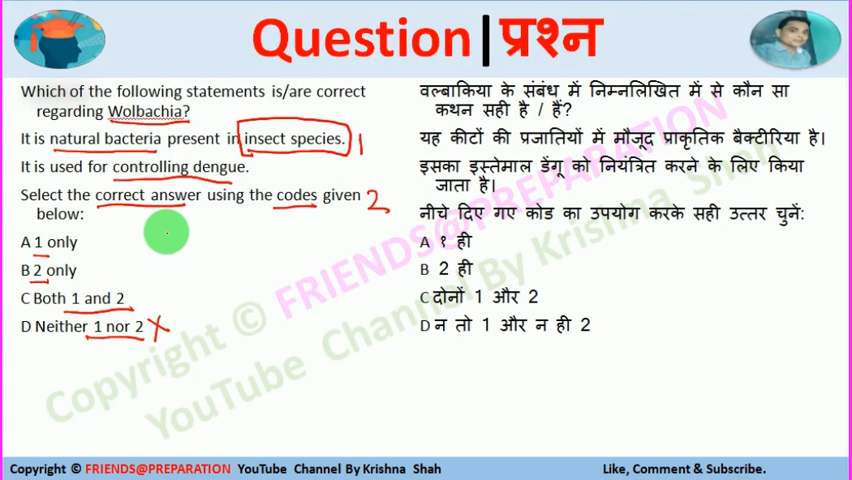 Question|प्रश्न
Which of the following statements is/are correct
regarding Wolbachia?
It is natural bacteria present in insect species. 1
It is used for controlling dengue.
Select the correct answer using the codes given 2
below:
A 1 only
B 2 only
C Both 1 and 2
D Neither 1 nor 2 X
वल्बाकिया के संबंध में निम्नलिखित में से कौन सा
कथन सही है / हैं?
यह कीटों की प्रजातियों में मौजूद प्राकृतिक बैक्टीरिया है।
इसका इस्तेमाल डेंगू को नियंत्रित करने के लिए किया
जाता है।
नीचे दिए गए कोड का उपयोग करके सही उत्तर चुनें:
A १ ही
B 2 ही
C दोनों 1 और 2
D न तो 1 और न ही 2
Copyright © FRIENDS@PREPARATION
YouTube Channel By Krishna Shah
Copyright © FRIENDS@PREPARATION YouTube Channel By Krishna Shah
Like, Comment & Subscribe.